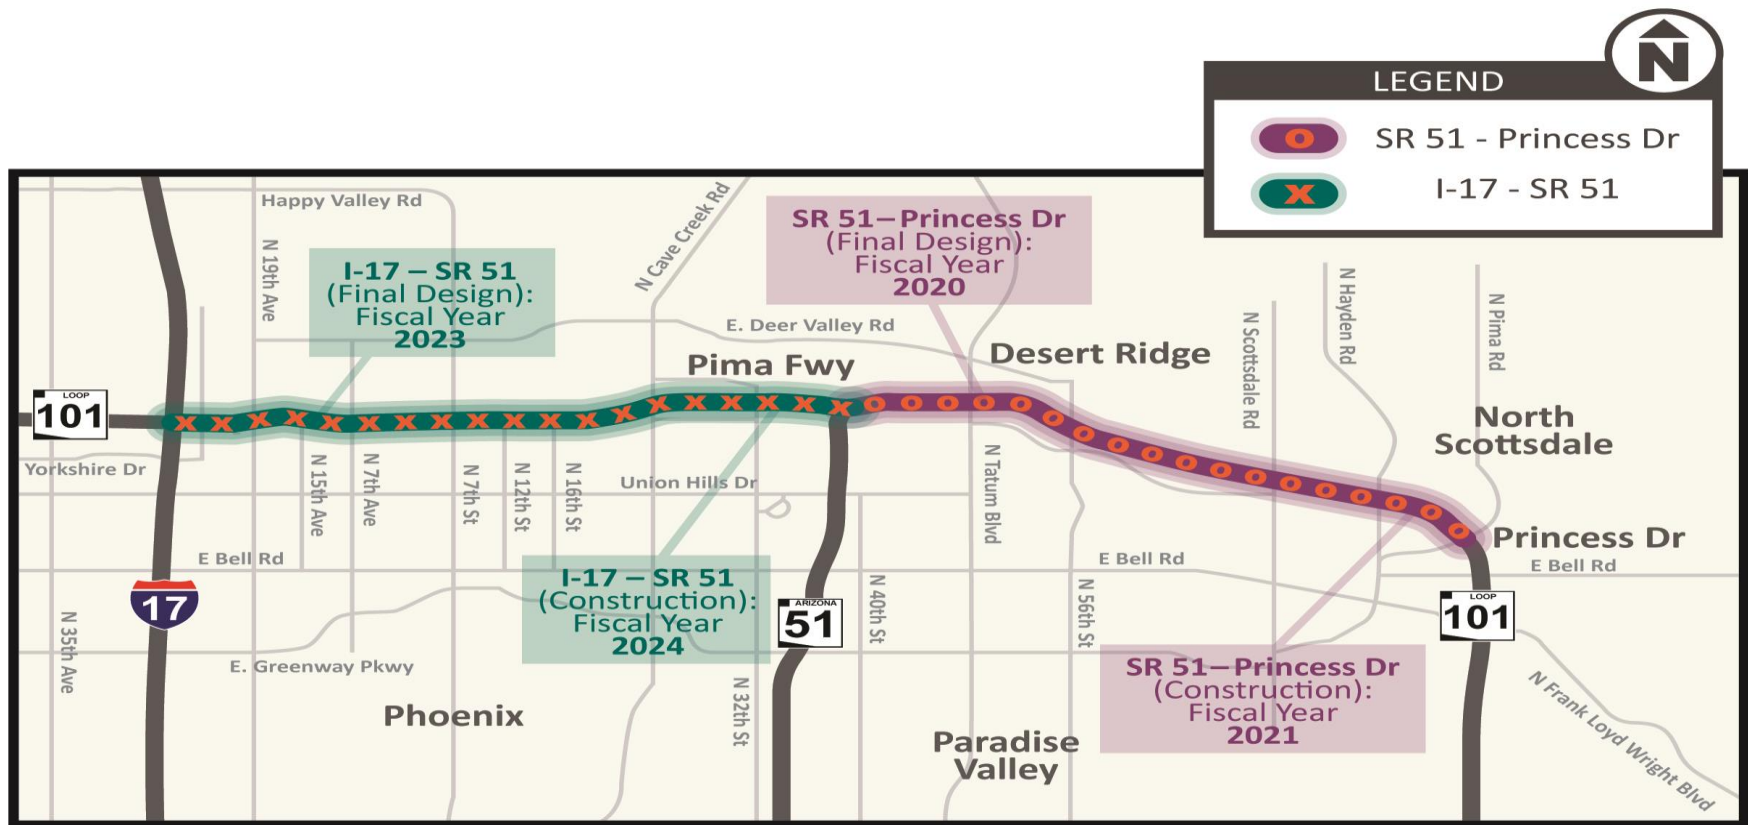 N
LEGEND
SR 51 - Princess Dr
I-17 - SR 51
Happy Valley Rd
N 19th Ave
N Cave Creek Rd
SR 51–Princess Dr
(Final Design):
Fiscal Year
2020
I-17 – SR 51
(Final Design):
Fiscal Year
2023
E. Deer Valley Rd
Pima Fwy
Desert Ridge
N Scottsdale Rd
N Hayden Rd
N Pima Rd
LOOP
101
North
Scottsdale
Yorkshire Dr
N 15th Ave
N 7th Ave
N 7th St
N 12th St
N 16th St
Union Hills Dr
N Tatum Blvd
Princess Dr
E Bell Rd
E Bell Rd
E Bell Rd
17
I-17 – SR 51
(Construction):
Fiscal Year
2024
ARIZONA
51
N 40th St
N 56th St
LOOP
101
N 35th Ave
E. Greenway Pkwy
SR 51–Princess Dr
(Construction):
Fiscal Year
2021
Phoenix
N 32th St
Paradise
Valley
N Frank Loyd Wright Blvd
X X X X X X X X X X X X X X X X X X X
O O O O O O O O O O O O O O O O O O
O
X